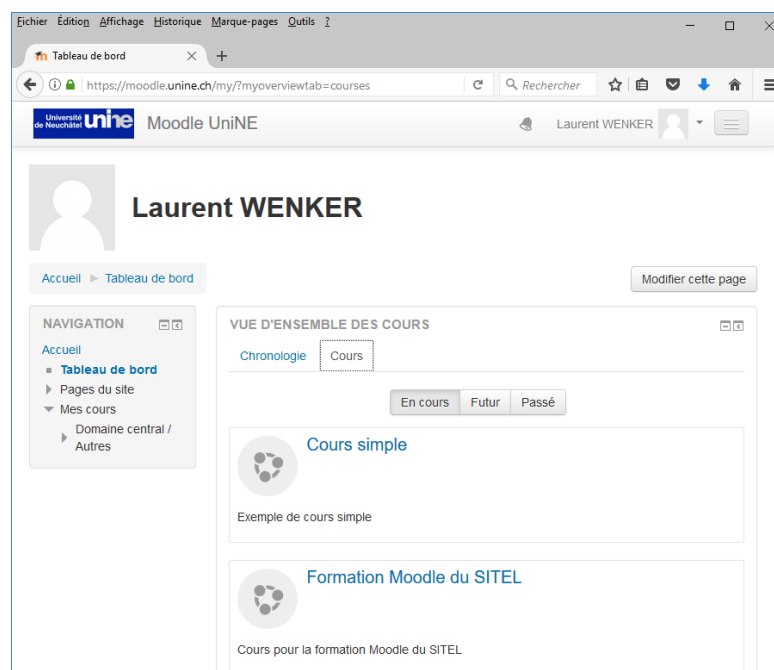 Fichier Édition Affichage Historique Marque-pages Outils ?
Tableau de bord
https://moodle.unine.ch/my/?myoverviewtab=courses
Rechercher
Université de Neuchâtel
unine
Moodle UniNE
Laurent WENKER
Laurent WENKER
Accueil Tableau de bord
Modifier cette page
NAVIGATION
Accueil
Tableau de bord
Pages du site
Mes cours
Domaine central /
Autres
VUE D'ENSEMBLE DES COURS
Chronologie Cours
En cours Futur Passé
Cours simple
Exemple de cours simple
Formation Moodle du SITEL
Cours pour la formation Moodle du SITEL